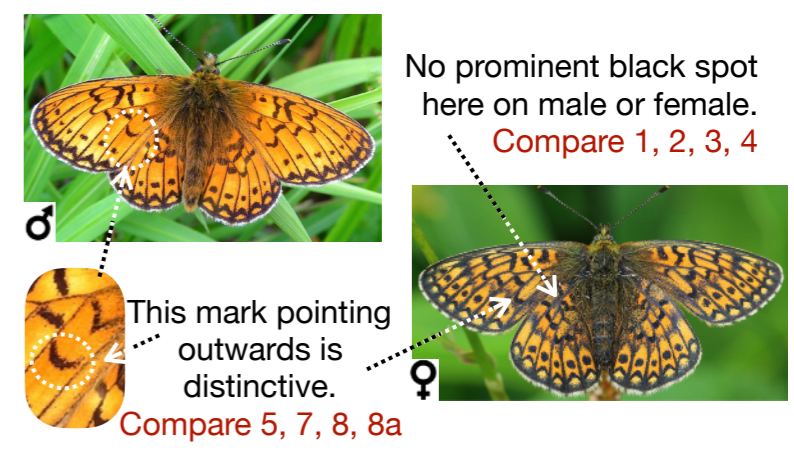 No prominent black spot
here on male or female.
Compare 1, 2, 3, 4
♂
This mark pointing
outwards is
distinctive.
Compare 5, 7, 8, 8a
♀